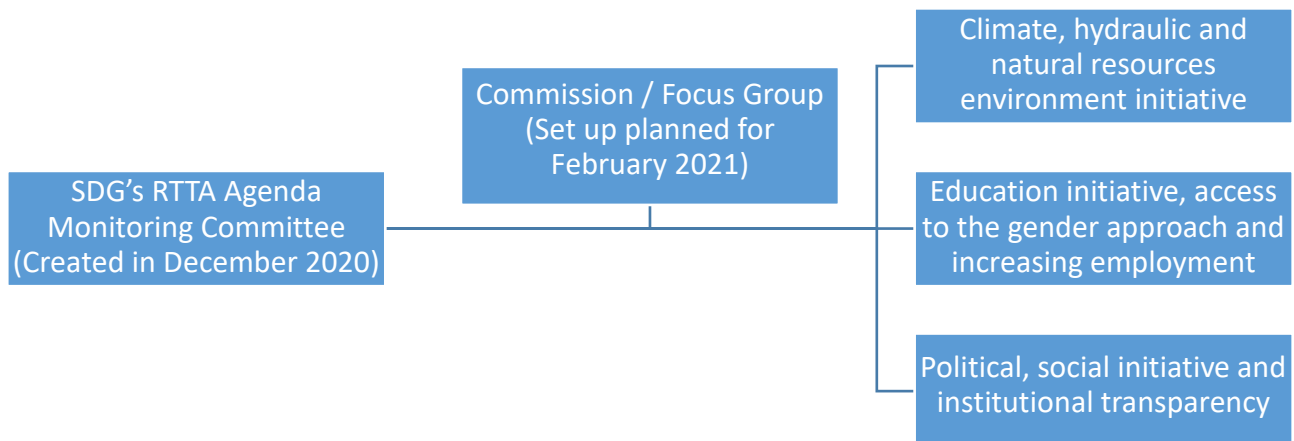 SDG’s RTTA Agenda
Monitoring Committee
(Created in December 2020)
Commission / Focus Group
(Set up planned for
February 2021)
Climate, hydraulic and
natural resources
environment initiative
Education initiative, access
to the gender approach and
increasing employment
Political, social initiative and
institutional transparency